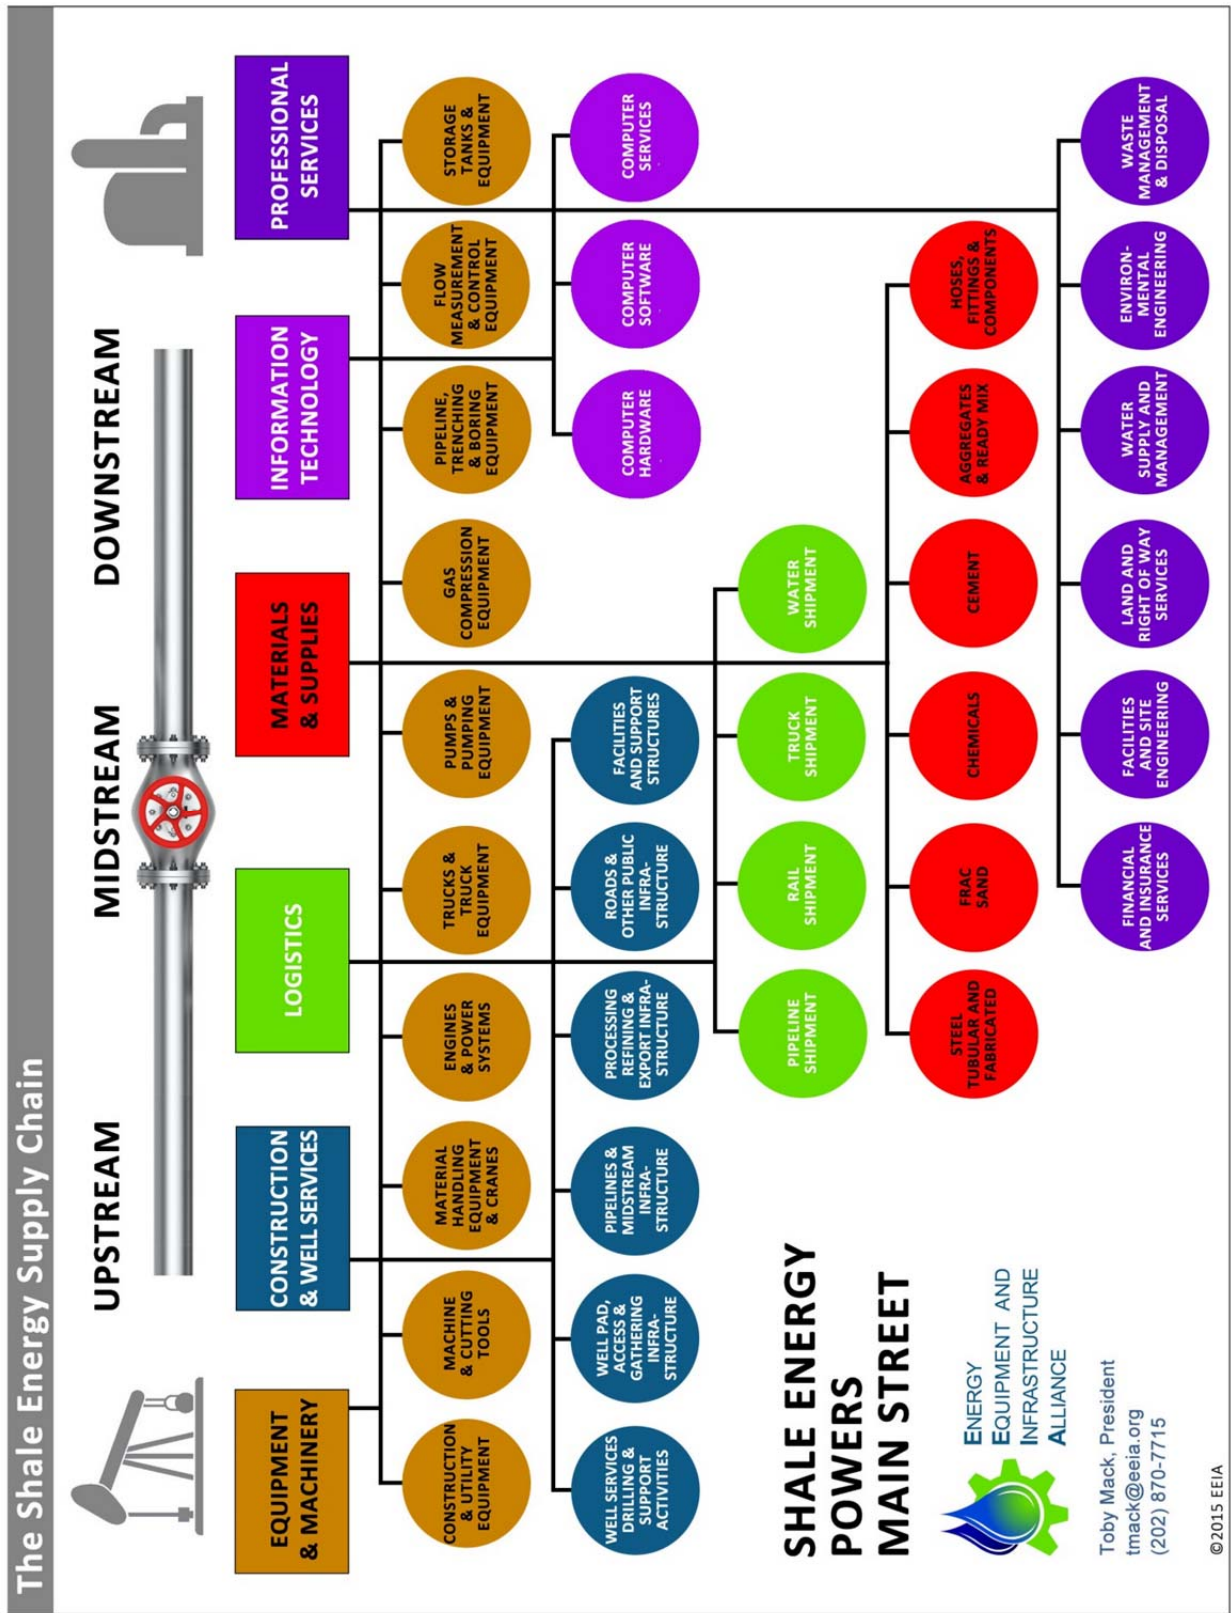 The Shale Energy Supply Chain
UPSTREAM
MIDSTREAM
DOWNSTREAM
EQUIPMENT
& MACHINERY
CONSTRUCTION
& WELL SERVICES
LOGISTICS
MATERIALS
& SUPPLIES
INFORMATION
TECHNOLOGY
PROFESSIONAL
SERVICES
CONSTRUCTION
& UTILITY
EQUIPMENT
MACHINE
& CUTTING
TOOLS
MATERIAL
HANDLING
EQUIPMENT
& CRANES
ENGINES
& POWER
SYSTEMS
TRUCKS &
TRUCK
EQUIPMENT
PUMPS &
PUMPING
EQUIPMENT
GAS
COMPRESSION
EQUIPMENT
PIPELINE,
TRENCHING
& BORING
EQUIPMENT
FLOW
MEASUREMENT
& CONTROL
EQUIPMENT
STORAGE
TANKS &
EQUIPMENT
WELL SERVICES
DRILLING &
SUPPORT
ACTIVITIES
WELL PAD,
ACCESS &
GATHERING
INFRA-
STRUCTURE
PIPELINES &
MIDSTREAM
INFRA-
STRUCTURE
PROCESSING
REFINING &
EXPORT INFRA-
STRUCTURE
ROADS &
OTHER PUBLIC
INFRA-
STRUCTURE
FACILITIES
AND SUPPORT
STRUCTURES
COMPUTER
HARDWARE
COMPUTER
SOFTWARE
COMPUTER
SERVICES
PIPELINE
SHIPMENT
RAIL
SHIPMENT
TRUCK
SHIPMENT
WATER
SHIPMENT
STEEL
TUBULAR AND
FABRICATED
FRAC
SAND
CHEMICALS
CEMENT
AGGREGATES
& READY MIX
HOSES,
FITTINGS &
COMPONENTS
FINANCIAL
AND INSURANCE
SERVICES
FACILITIES
AND SITE
ENGINEERING
LAND AND
RIGHT OF WAY
SERVICES
WATER
SUPPLY AND
MANAGEMENT
ENVIRON-
MENTAL
ENGINEERING
WASTE
MANAGEMENT
& DISPOSAL
SHALE ENERGY
POWERS
MAIN STREET
ENERGY
EQUIPMENT AND
INFRASTRUCTURE
ALLIANCE
Toby Mack, President
tmack@eeia.org
(202) 870-7715
©2015 EEIA